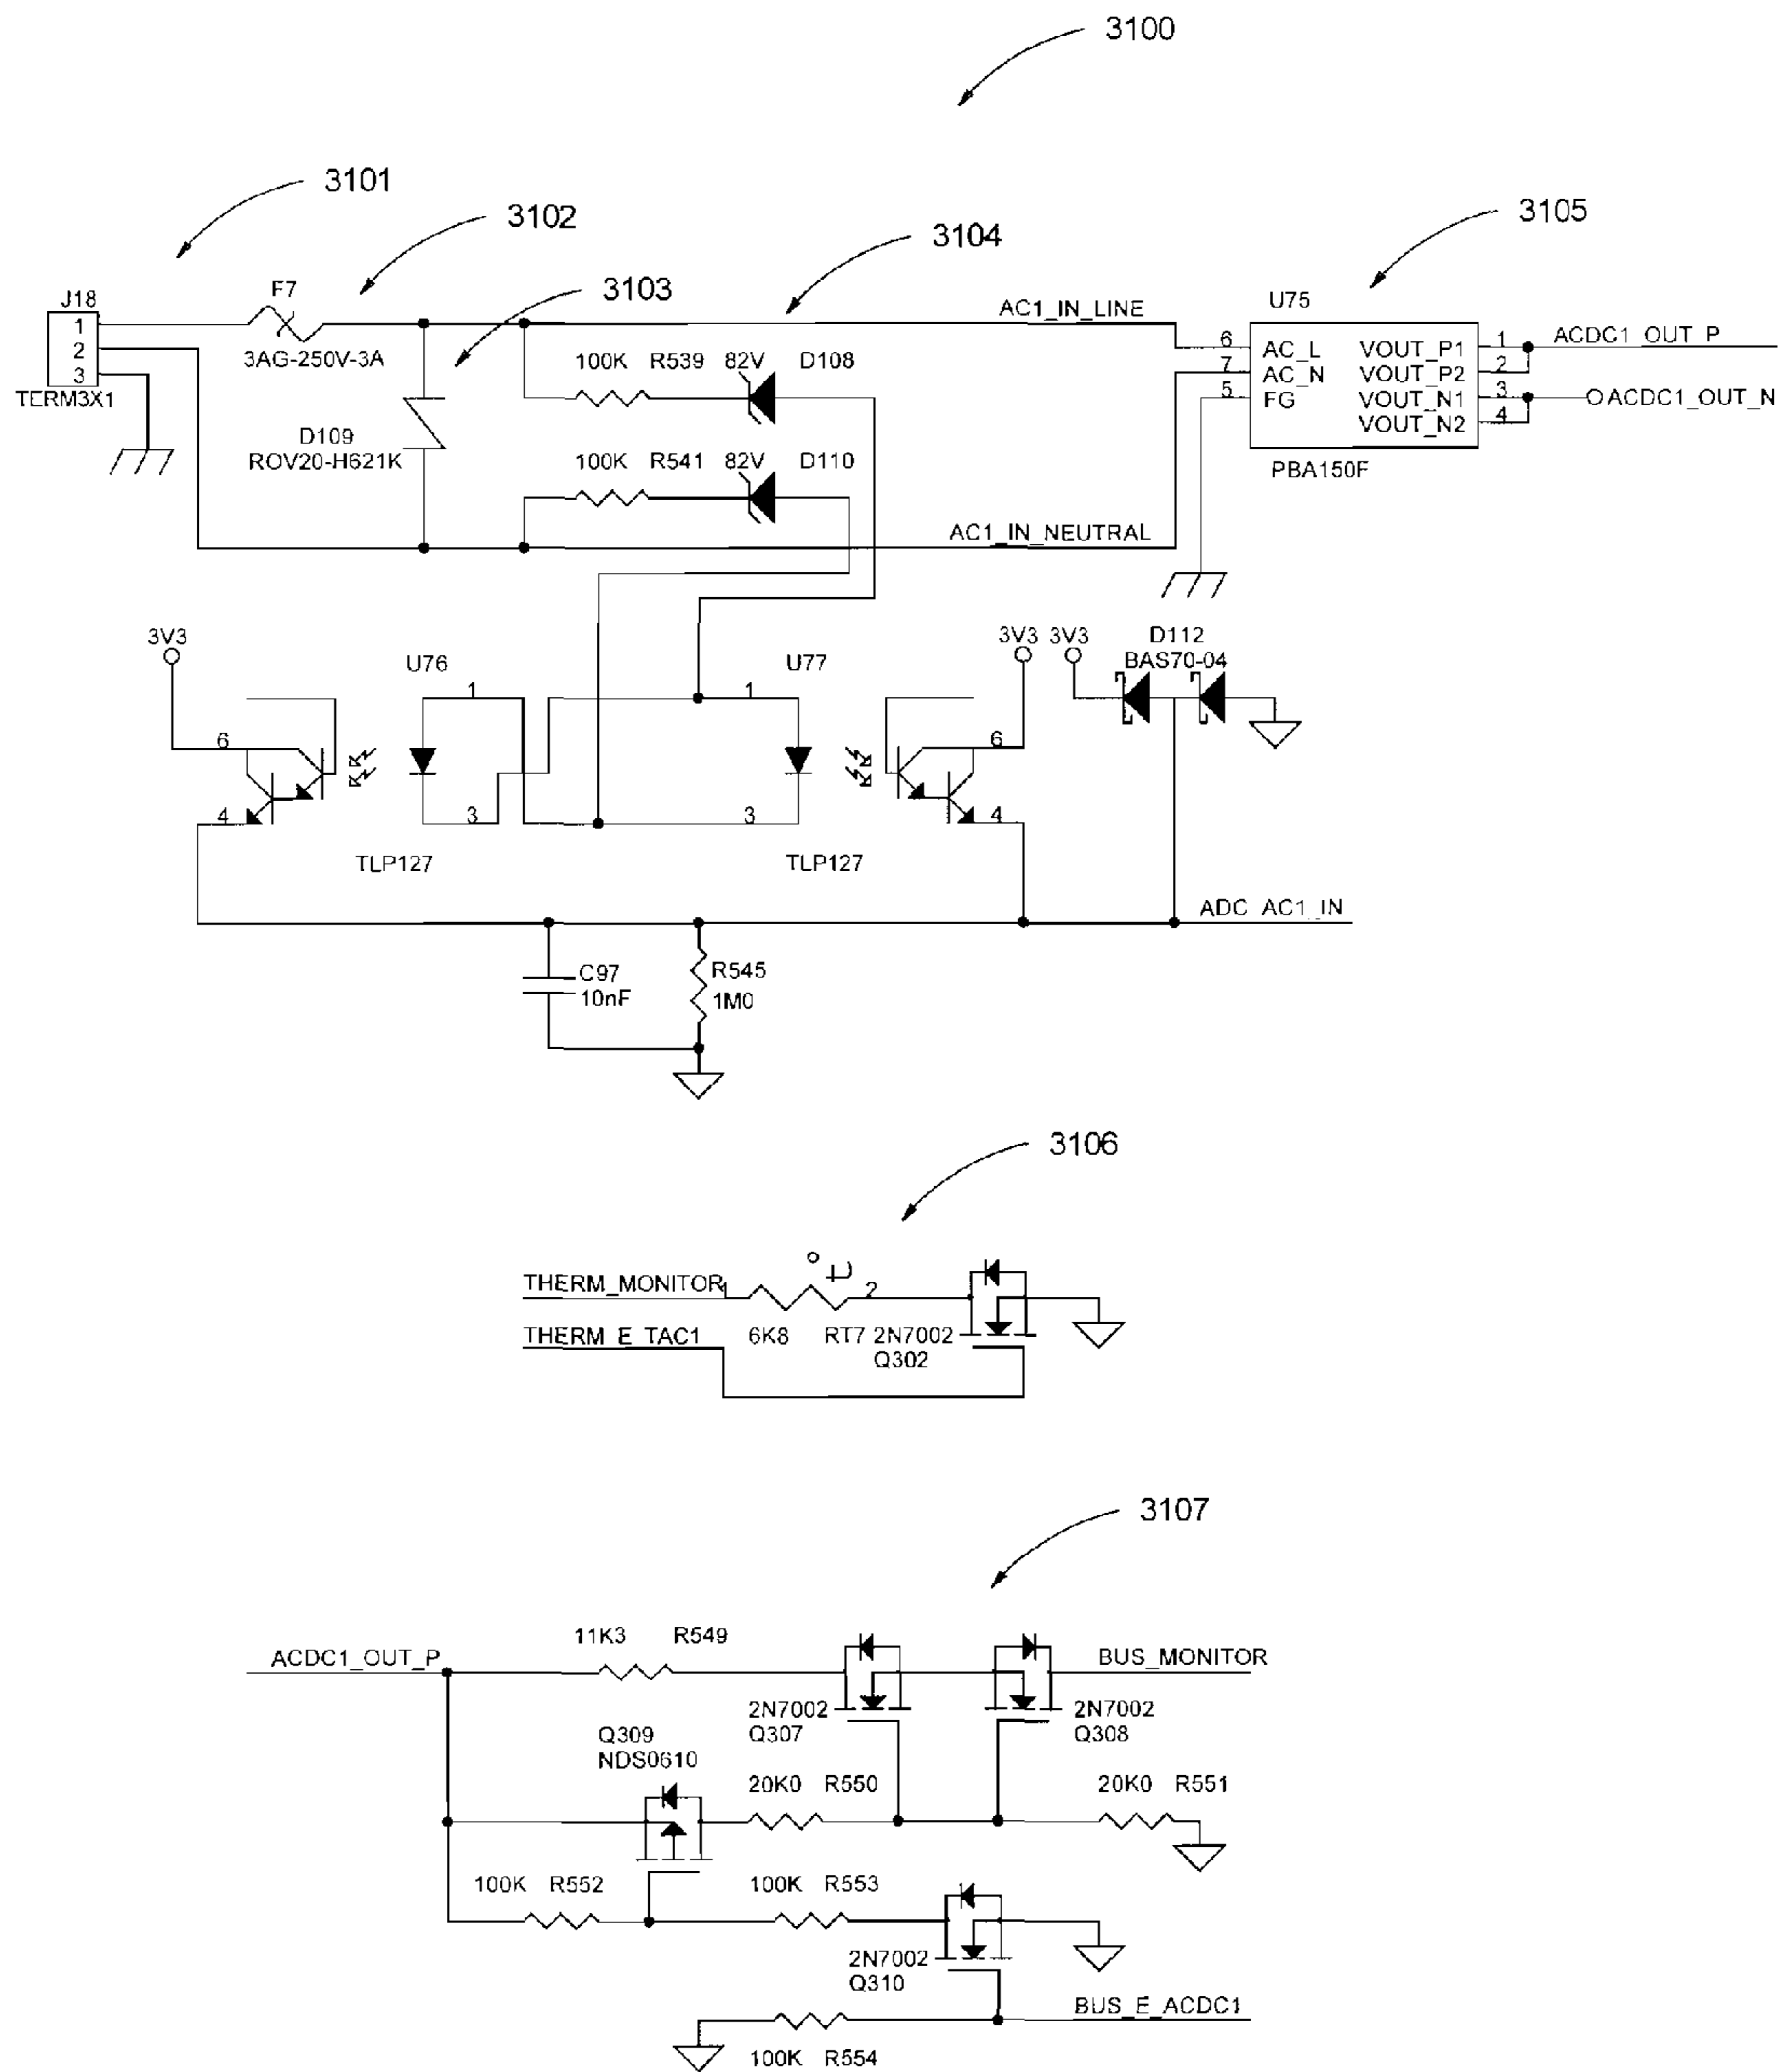 3100
3101
3102
3103
3104
3105
J18
1
2
3
TERM3X1
F7
3AG-250V-3A
D109
ROV20-H621K
100K R539 82V D108
100K R541 82V D110
AC1_IN_LINE
AC1_IN_NEUTRAL
U75
6 AC_L VOUT_P1 1
7 AC_N VOUT_P2 2
5 FG VOUT_N1 3
VOUT_N2 4
PBA150F
ACDC1_OUT_P
ACDC1_OUT_N
3V3
U76
U77
3V3 3V3
D112
BAS70-04
1
1
6
6
4
3
3
4
TLP127
TLP127
ADC_AC1_IN
C97
10nF
R545
1M0
3106
THERM_MONITOR
1
2
THERM_E_TAC1
6K8 RT7 2N7002
Q302
3107
ACDC1_OUT_P
11K3 R549
BUS_MONITOR
2N7002
Q307
2N7002
Q308
Q309
NDS0610
20K0 R550
20K0 R551
100K R552
100K R553
2N7002
Q310
BUS_E_ACDC1
100K R554